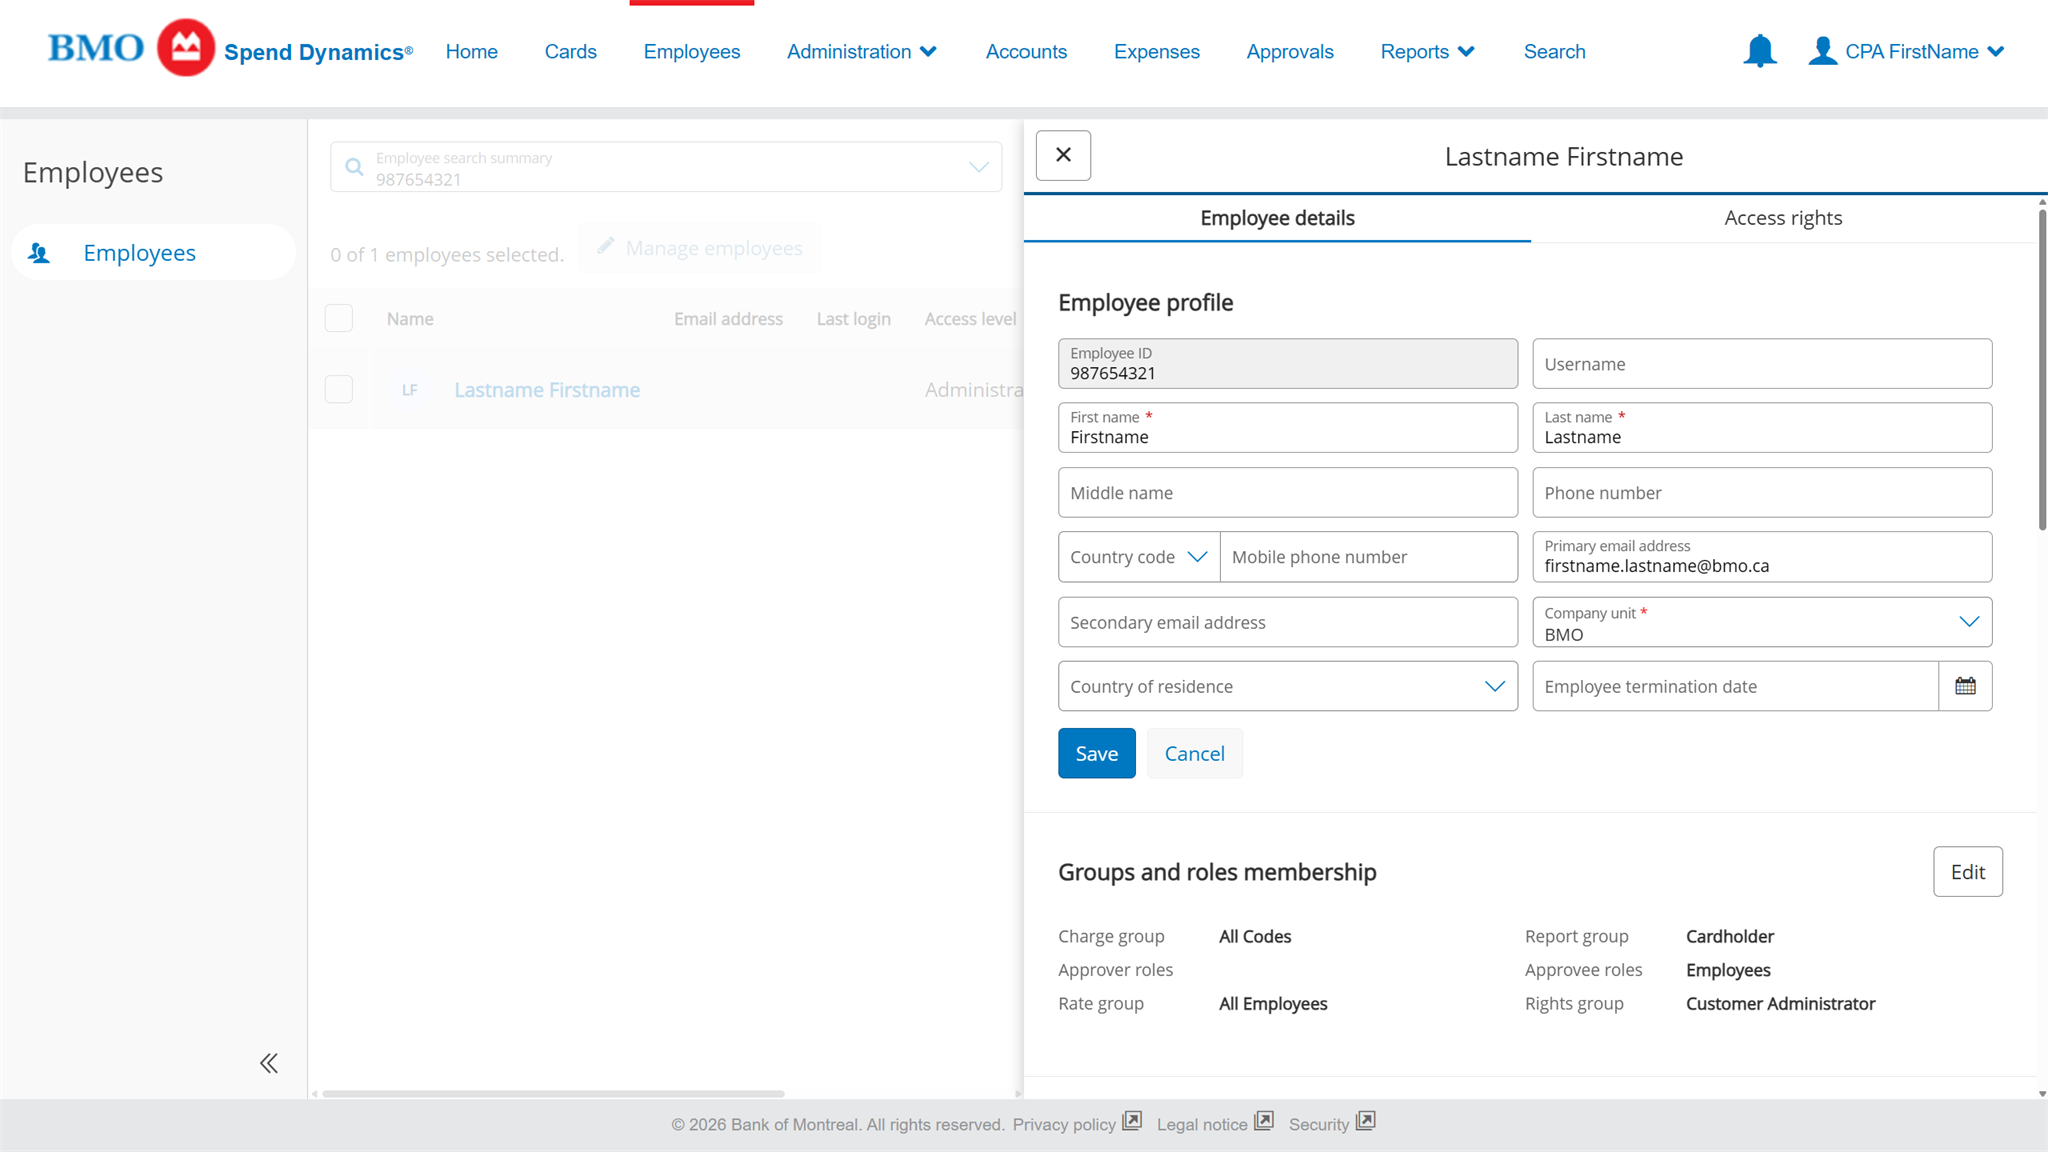 BMO Spend Dynamics®
Home
Cards
Employees
Administration
Accounts
Expenses
Approvals
Reports
Search
CPA FirstName
Employees
Employees
Employee search summary
987654321
0 of 1 employees selected.
Manage employees
Name
Email address
Last login
Access level
LF
Lastname Firstname
Administra
Lastname Firstname
Employee details
Access rights
Employee profile
Employee ID
987654321
Username
First name *
Firstname
Last name *
Lastname
Middle name
Phone number
Country code
Mobile phone number
Primary email address
firstname.lastname@bmo.ca
Secondary email address
Company unit *
BMO
Country of residence
Employee termination date
Save
Cancel
Groups and roles membership
Edit
Charge group All Codes
Report group Cardholder
Approver roles
Approvee roles Employees
Rate group All Employees
Rights group Customer Administrator
© 2026 Bank of Montreal. All rights reserved. Privacy policy Legal notice Security